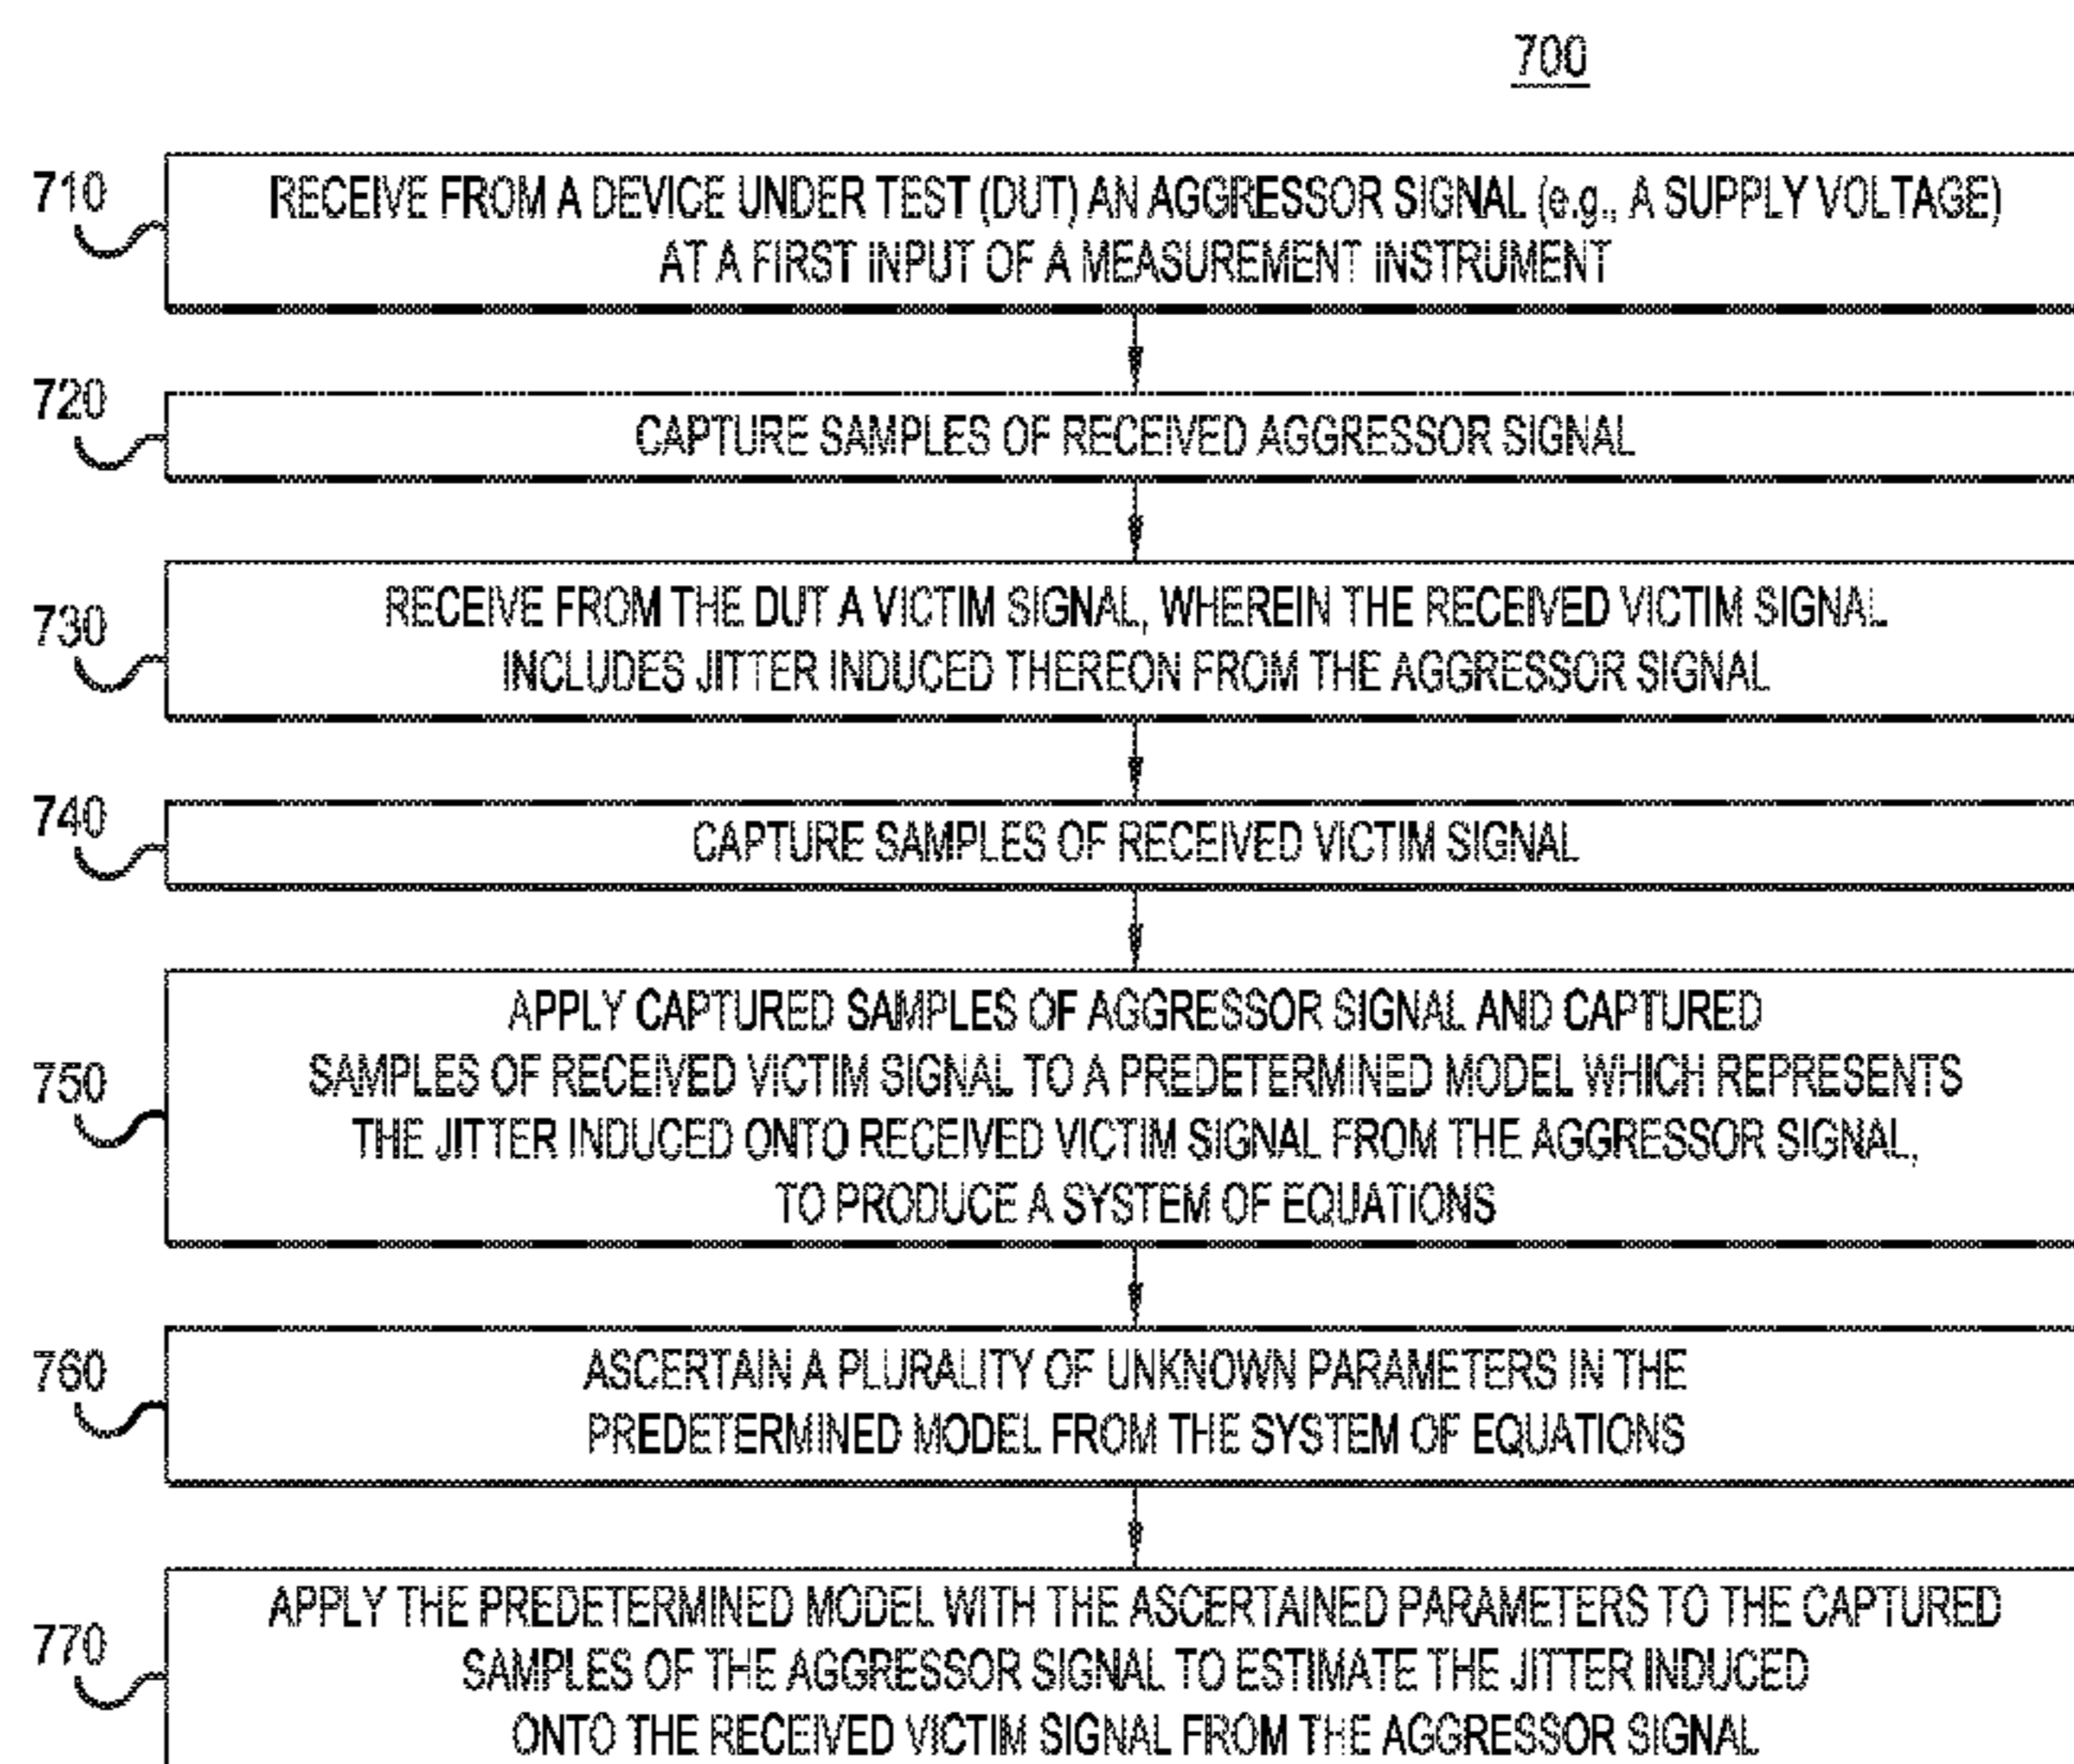 700
710
RECEIVE FROM A DEVICE UNDER TEST (DUT) AN AGGRESSOR SIGNAL (e.g., A SUPPLY VOLTAGE)
AT A FIRST INPUT OF A MEASUREMENT INSTRUMENT
720
CAPTURE SAMPLES OF RECEIVED AGGRESSOR SIGNAL
730
RECEIVE FROM THE DUT A VICTIM SIGNAL, WHEREIN THE RECEIVED VICTIM SIGNAL
INCLUDES JITTER INDUCED THEREON FROM THE AGGRESSOR SIGNAL
740
CAPTURE SAMPLES OF RECEIVED VICTIM SIGNAL
750
APPLY CAPTURED SAMPLES OF AGGRESSOR SIGNAL AND CAPTURED
SAMPLES OF RECEIVED VICTIM SIGNAL TO A PREDETERMINED MODEL WHICH REPRESENTS
THE JITTER INDUCED ONTO RECEIVED VICTIM SIGNAL FROM THE AGGRESSOR SIGNAL,
TO PRODUCE A SYSTEM OF EQUATIONS
760
ASCERTAIN A PLURALITY OF UNKNOWN PARAMETERS IN THE
PREDETERMINED MODEL FROM THE SYSTEM OF EQUATIONS
770
APPLY THE PREDETERMINED MODEL WITH THE ASCERTAINED PARAMETERS TO THE CAPTURED
SAMPLES OF THE AGGRESSOR SIGNAL TO ESTIMATE THE JITTER INDUCED
ONTO THE RECEIVED VICTIM SIGNAL FROM THE AGGRESSOR SIGNAL